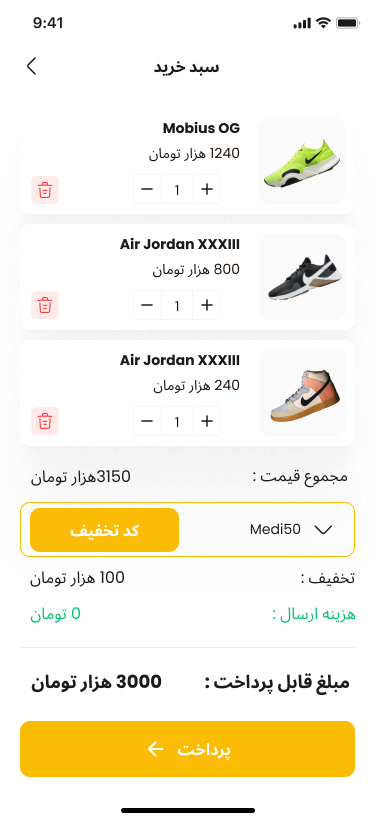 9:41
سبد خرید
Mobius OG
1240 هزار تومان
1
Air Jordan XXXIII
800 هزار تومان
1
Air Jordan XXXIII
240 هزار تومان
1
مجموع قیمت : 3150هزار تومان
Medi50 کد تخفیف
تخفیف : 100 هزار تومان
هزینه ارسال : 0 تومان
مبلغ قابل پرداخت : 3000 هزار تومان
پرداخت